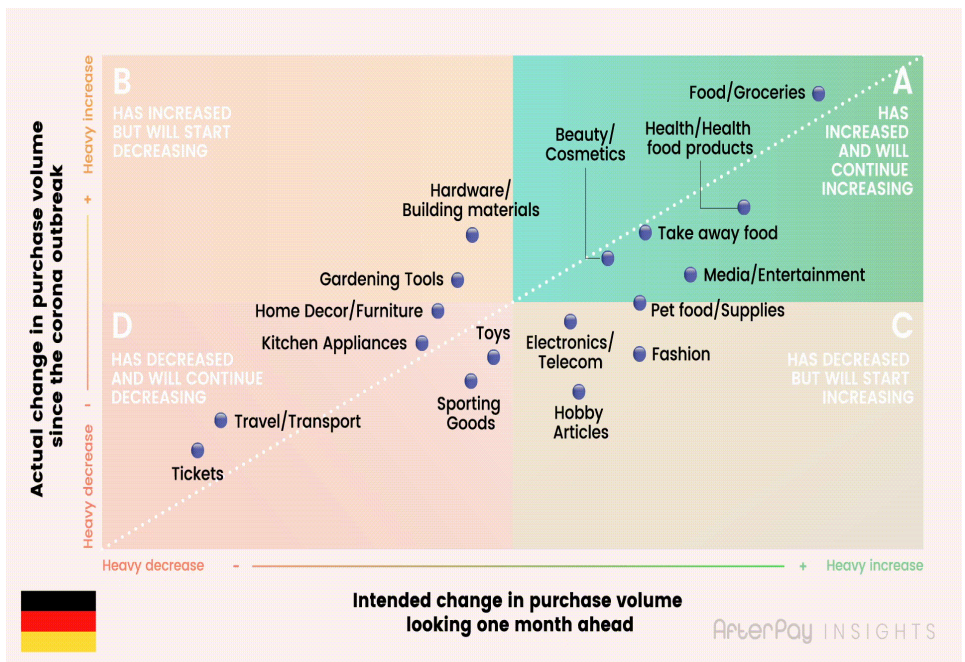 Actual change in purchase volume
since the corona outbreak
Heavy increase
+
-
Heavy decrease
B
HAS INCREASED
BUT WILL START
DECREASING
A
HAS
INCREASED
AND WILL
CONTINUE
INCREASING
Food/Groceries
Beauty/
Cosmetics
Health/Health
food products
Hardware/
Building materials
Take away food
Gardening Tools
Media/Entertainment
D
HAS DECREASED
AND WILL CONTINUE
DECREASING
Home Decor/Furniture
Kitchen Appliances
Toys
Sporting
Goods
Travel/Transport
Tickets
C
HAS DECREASED
BUT WILL START
INCREASING
Pet food/Supplies
Electronics/
Telecom
Fashion
Hobby
Articles
Heavy decrease - + Heavy increase
Intended change in purchase volume
looking one month ahead
AfterPay INSIGHTS